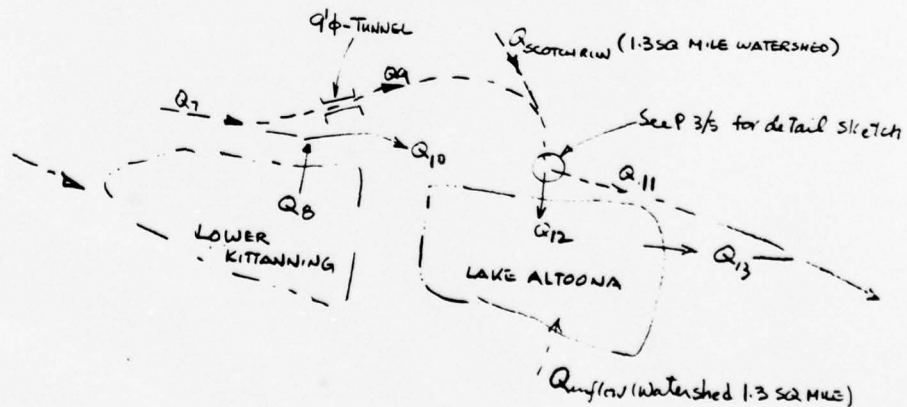 9'φ-TUNNEL
Q SCOTCH RUN (1.3 SQ MILE WATERSHED)
Q9
Q7
See P 3/5 for detail sketch
Q10
Q11
Q8
Q12
LOWER
KITTANNING
Q13
LAKE ALTOONA
Q inflow (Watershed 1.3 SQ MILE)